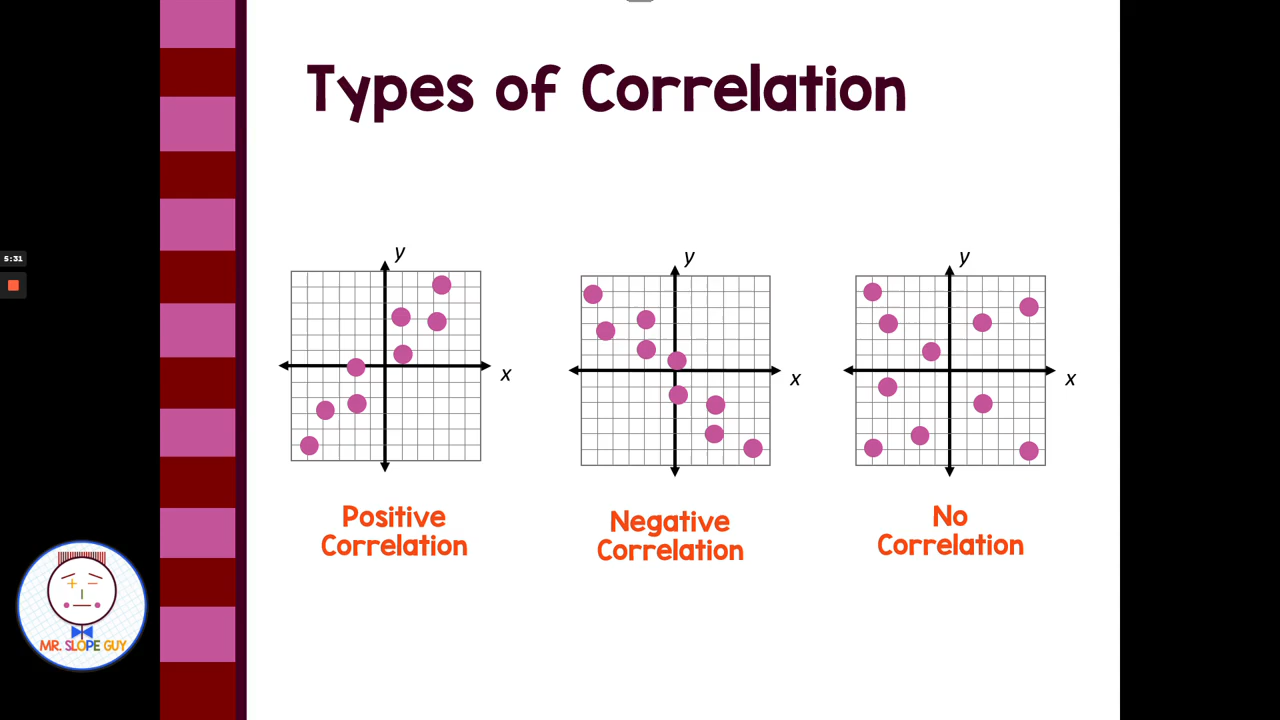 Types of Correlation
5:31
y
x
y
x
y
x
Positive
Correlation
Negative
Correlation
No
Correlation
MR. SLOPE GUY